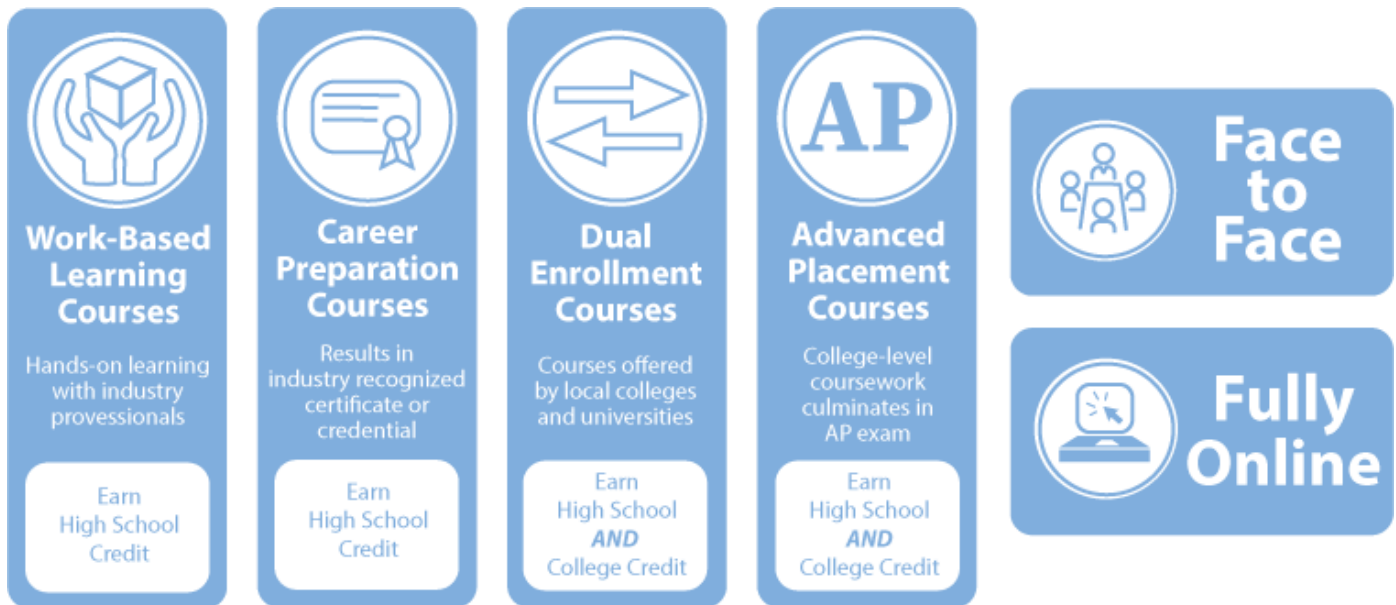 Work-Based
Learning
Courses
Hands-on learning
with industry
provessionals
Earn
High School
Credit
Career
Preparation
Courses
Results in
industry recognized
certificate or
credential
Earn
High School
Credit
Dual
Enrollment
Courses
Courses offered
by local colleges
and universities
Earn
High School
AND
College Credit
AP
Advanced
Placement
Courses
College-level
coursework
culminates in
AP exam
Earn
High School
AND
College Credit
Face
to
Face
Fully
Online